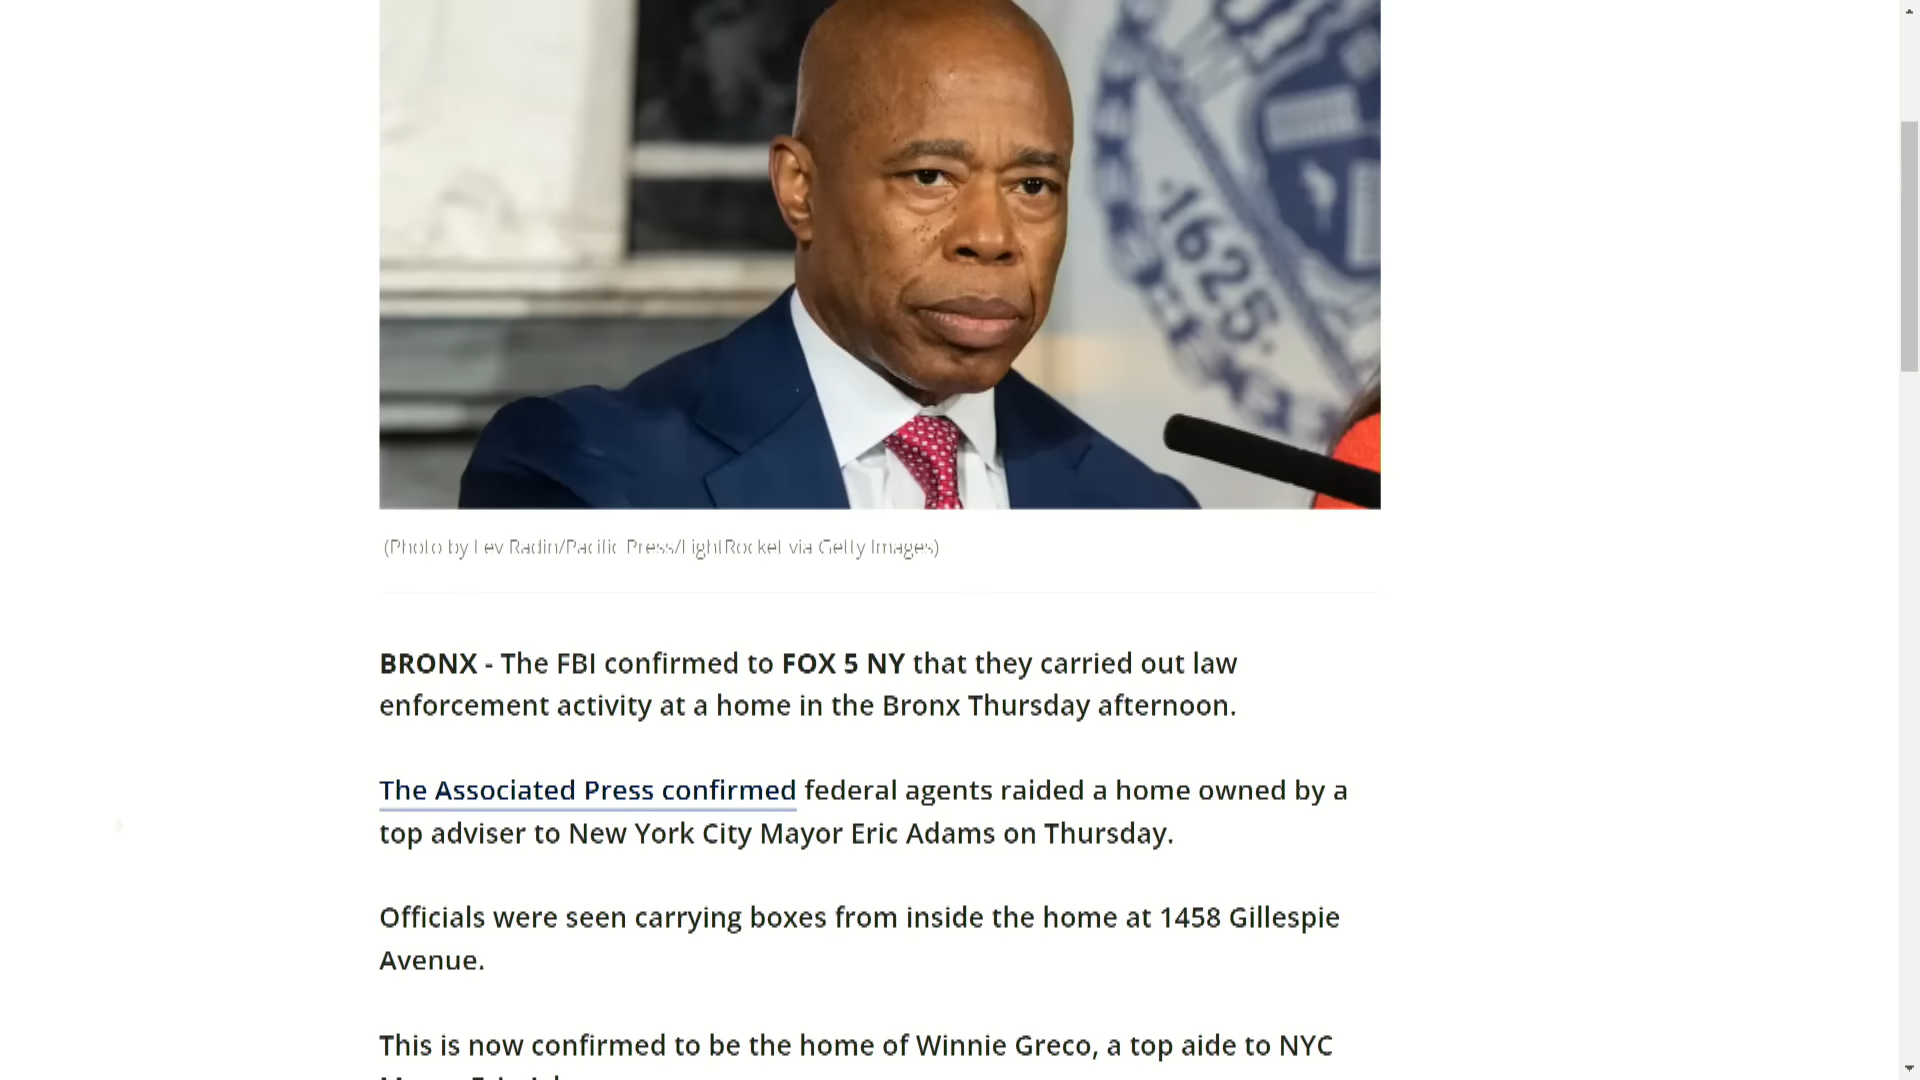 ·1625·
(Photo by Lev Radin/Pacific Press/LightRocket via Getty Images)
BRONX - The FBI confirmed to FOX 5 NY that they carried out law
enforcement activity at a home in the Bronx Thursday afternoon.
The Associated Press confirmed federal agents raided a home owned by a
top adviser to New York City Mayor Eric Adams on Thursday.
Officials were seen carrying boxes from inside the home at 1458 Gillespie
Avenue.
This is now confirmed to be the home of Winnie Greco, a top aide to NYC